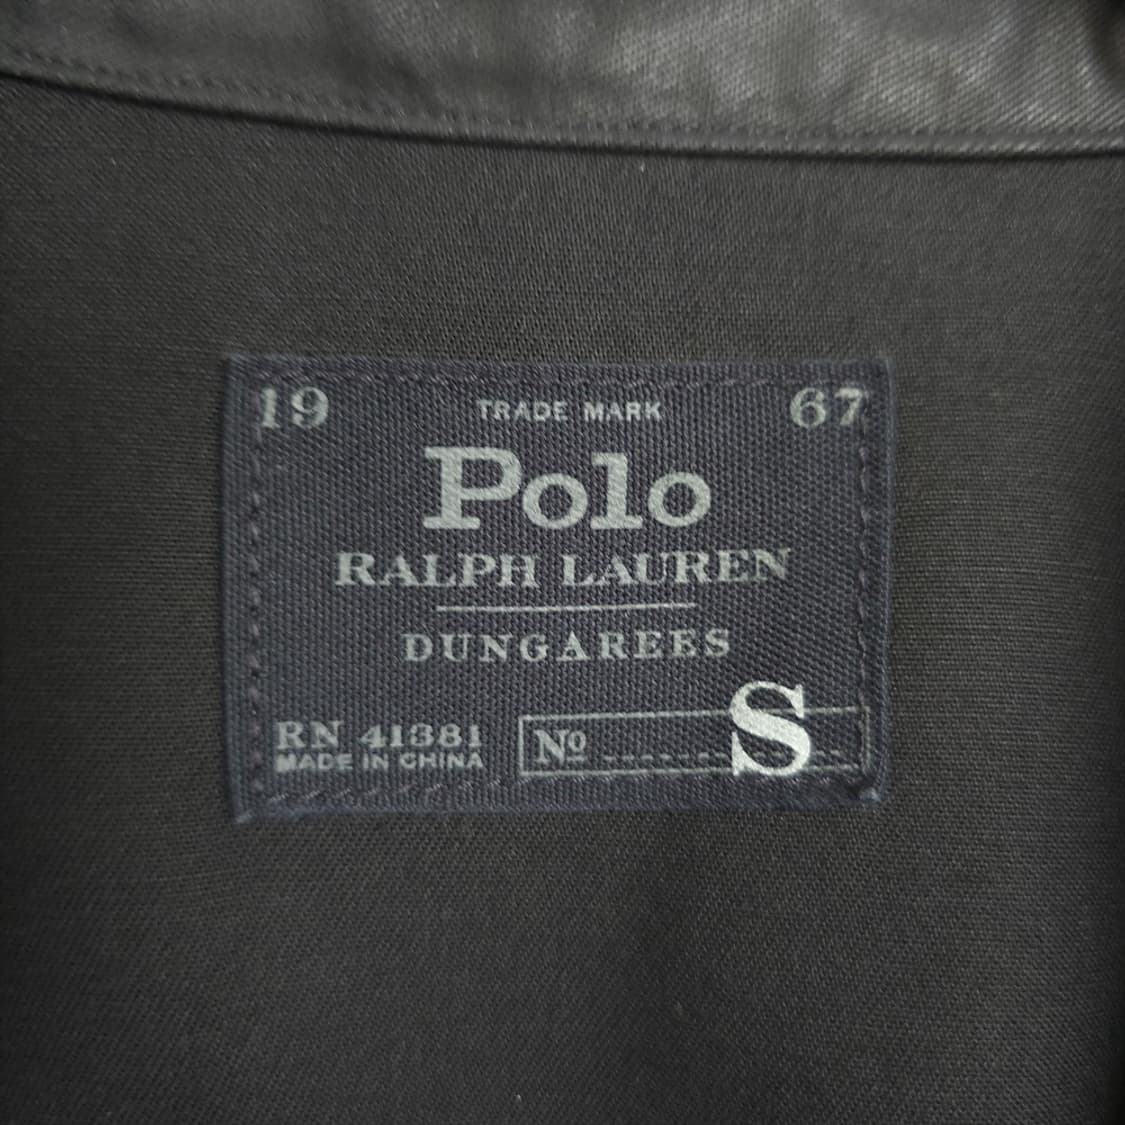 19 TRADE MARK 67
Polo
RALPH LAUREN
DUNGAREES
RN 41381
MADE IN CHINA
No S